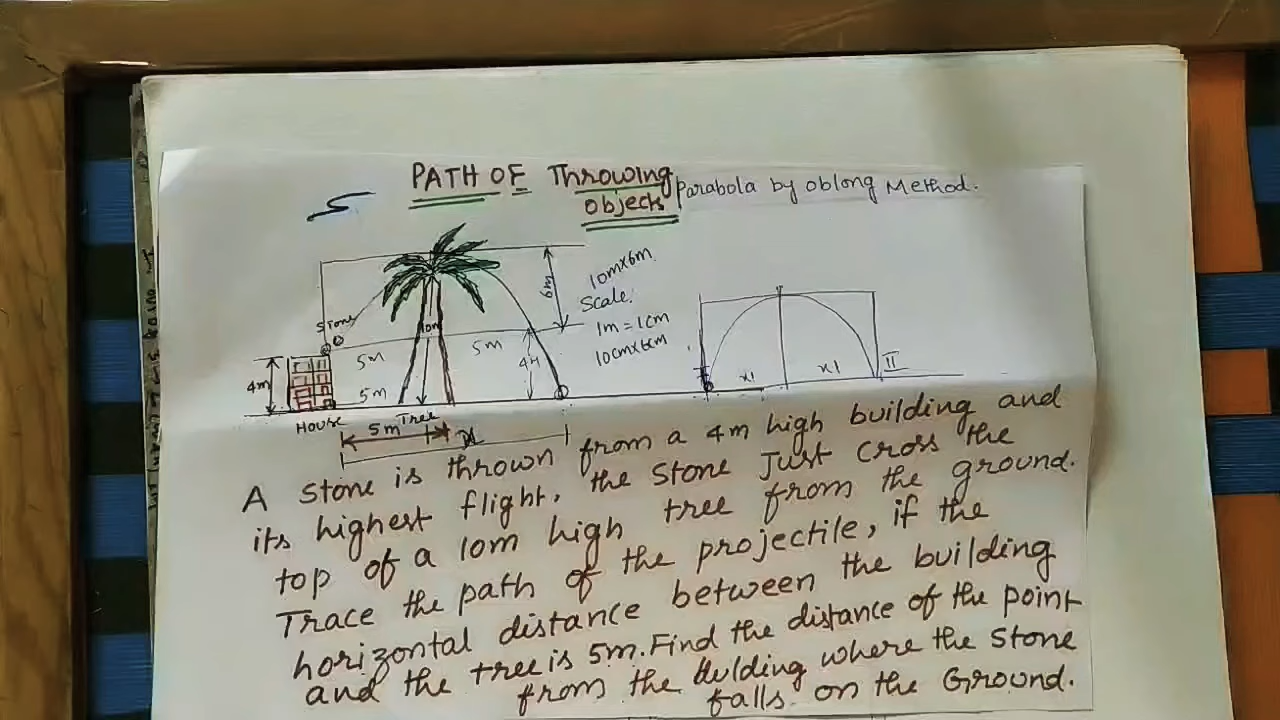 PATH OF Throwing Parabola by oblong Method.
Objects
10m
6m
10m×6m
Scale:
1m = 1cm
10cm×6cm
Stone
5m
5m
4M
4m
5m
House
Tree
5m
x
x1
x1
II
A Stone is thrown from a 4m high building and
its highest flight, the Stone Just Cross the
top of a 10m high tree from the ground.
Trace the path of the projectile, if the
horizontal distance between the building
and the tree is 5m. Find the distance of the point
from the bulding where the Stone
falls on the Ground.